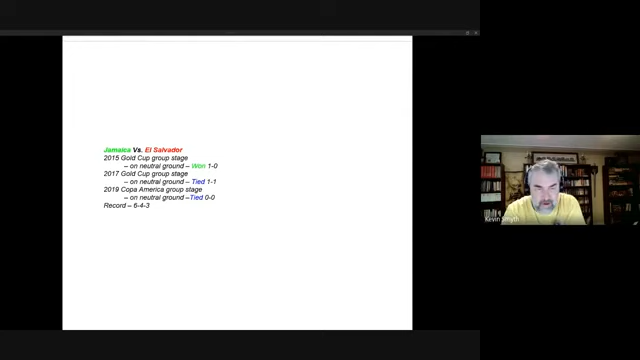 Jamaica Vs. El Salvador
2015 Gold Cup group stage
– on neutral ground – Won 1-0
2017 Gold Cup group stage
– on neutral ground – Tied 1-1
2019 Copa America group stage
– on neutral ground –Tied 0-0
Record – 6-4-3
Kevin Smyth